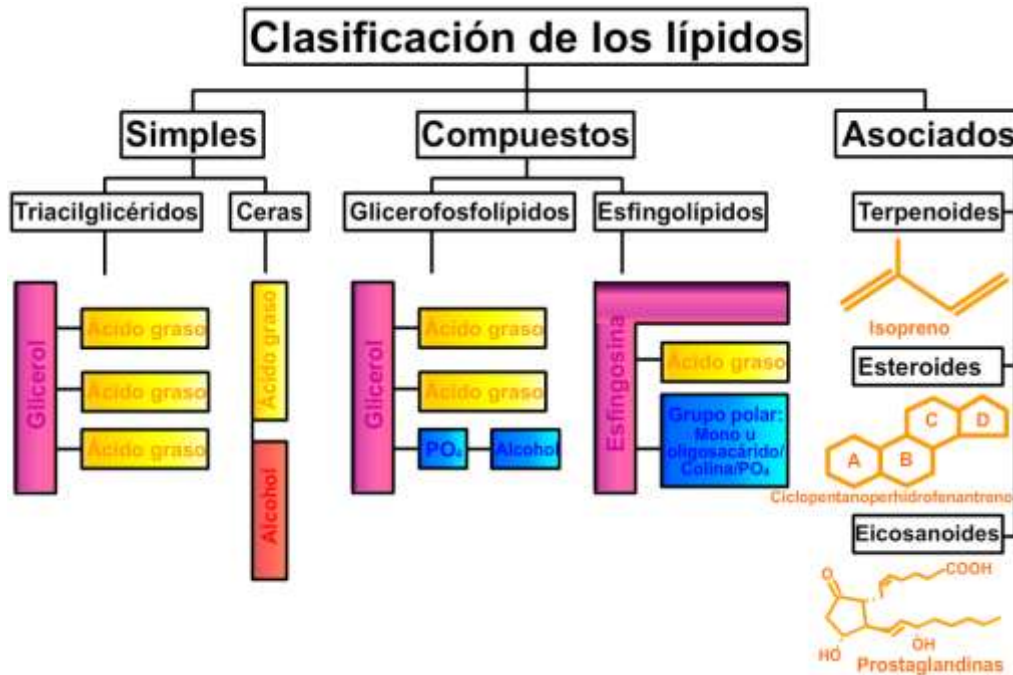 Clasificación de los lípidos
Simples
Compuestos
Asociados
Triacilglicéridos
Ceras
Glicerofosfolípidos
Esfingolípidos
Terpenoides
Glicerol
Ácido graso
Ácido graso
Ácido graso
Ácido graso
Alcohol
Glicerol
Ácido graso
Ácido graso
PO₄
Alcohol
Esfingosina
Ácido graso
Grupo polar:
Mono u
oligosacárido/
Colina/PO₄
Isopreno
Esteroides
A
B
C
D
Ciclopentanoperhidrofenantreno
Eicosanoides
O
COOH
HO
OH
Prostaglandinas